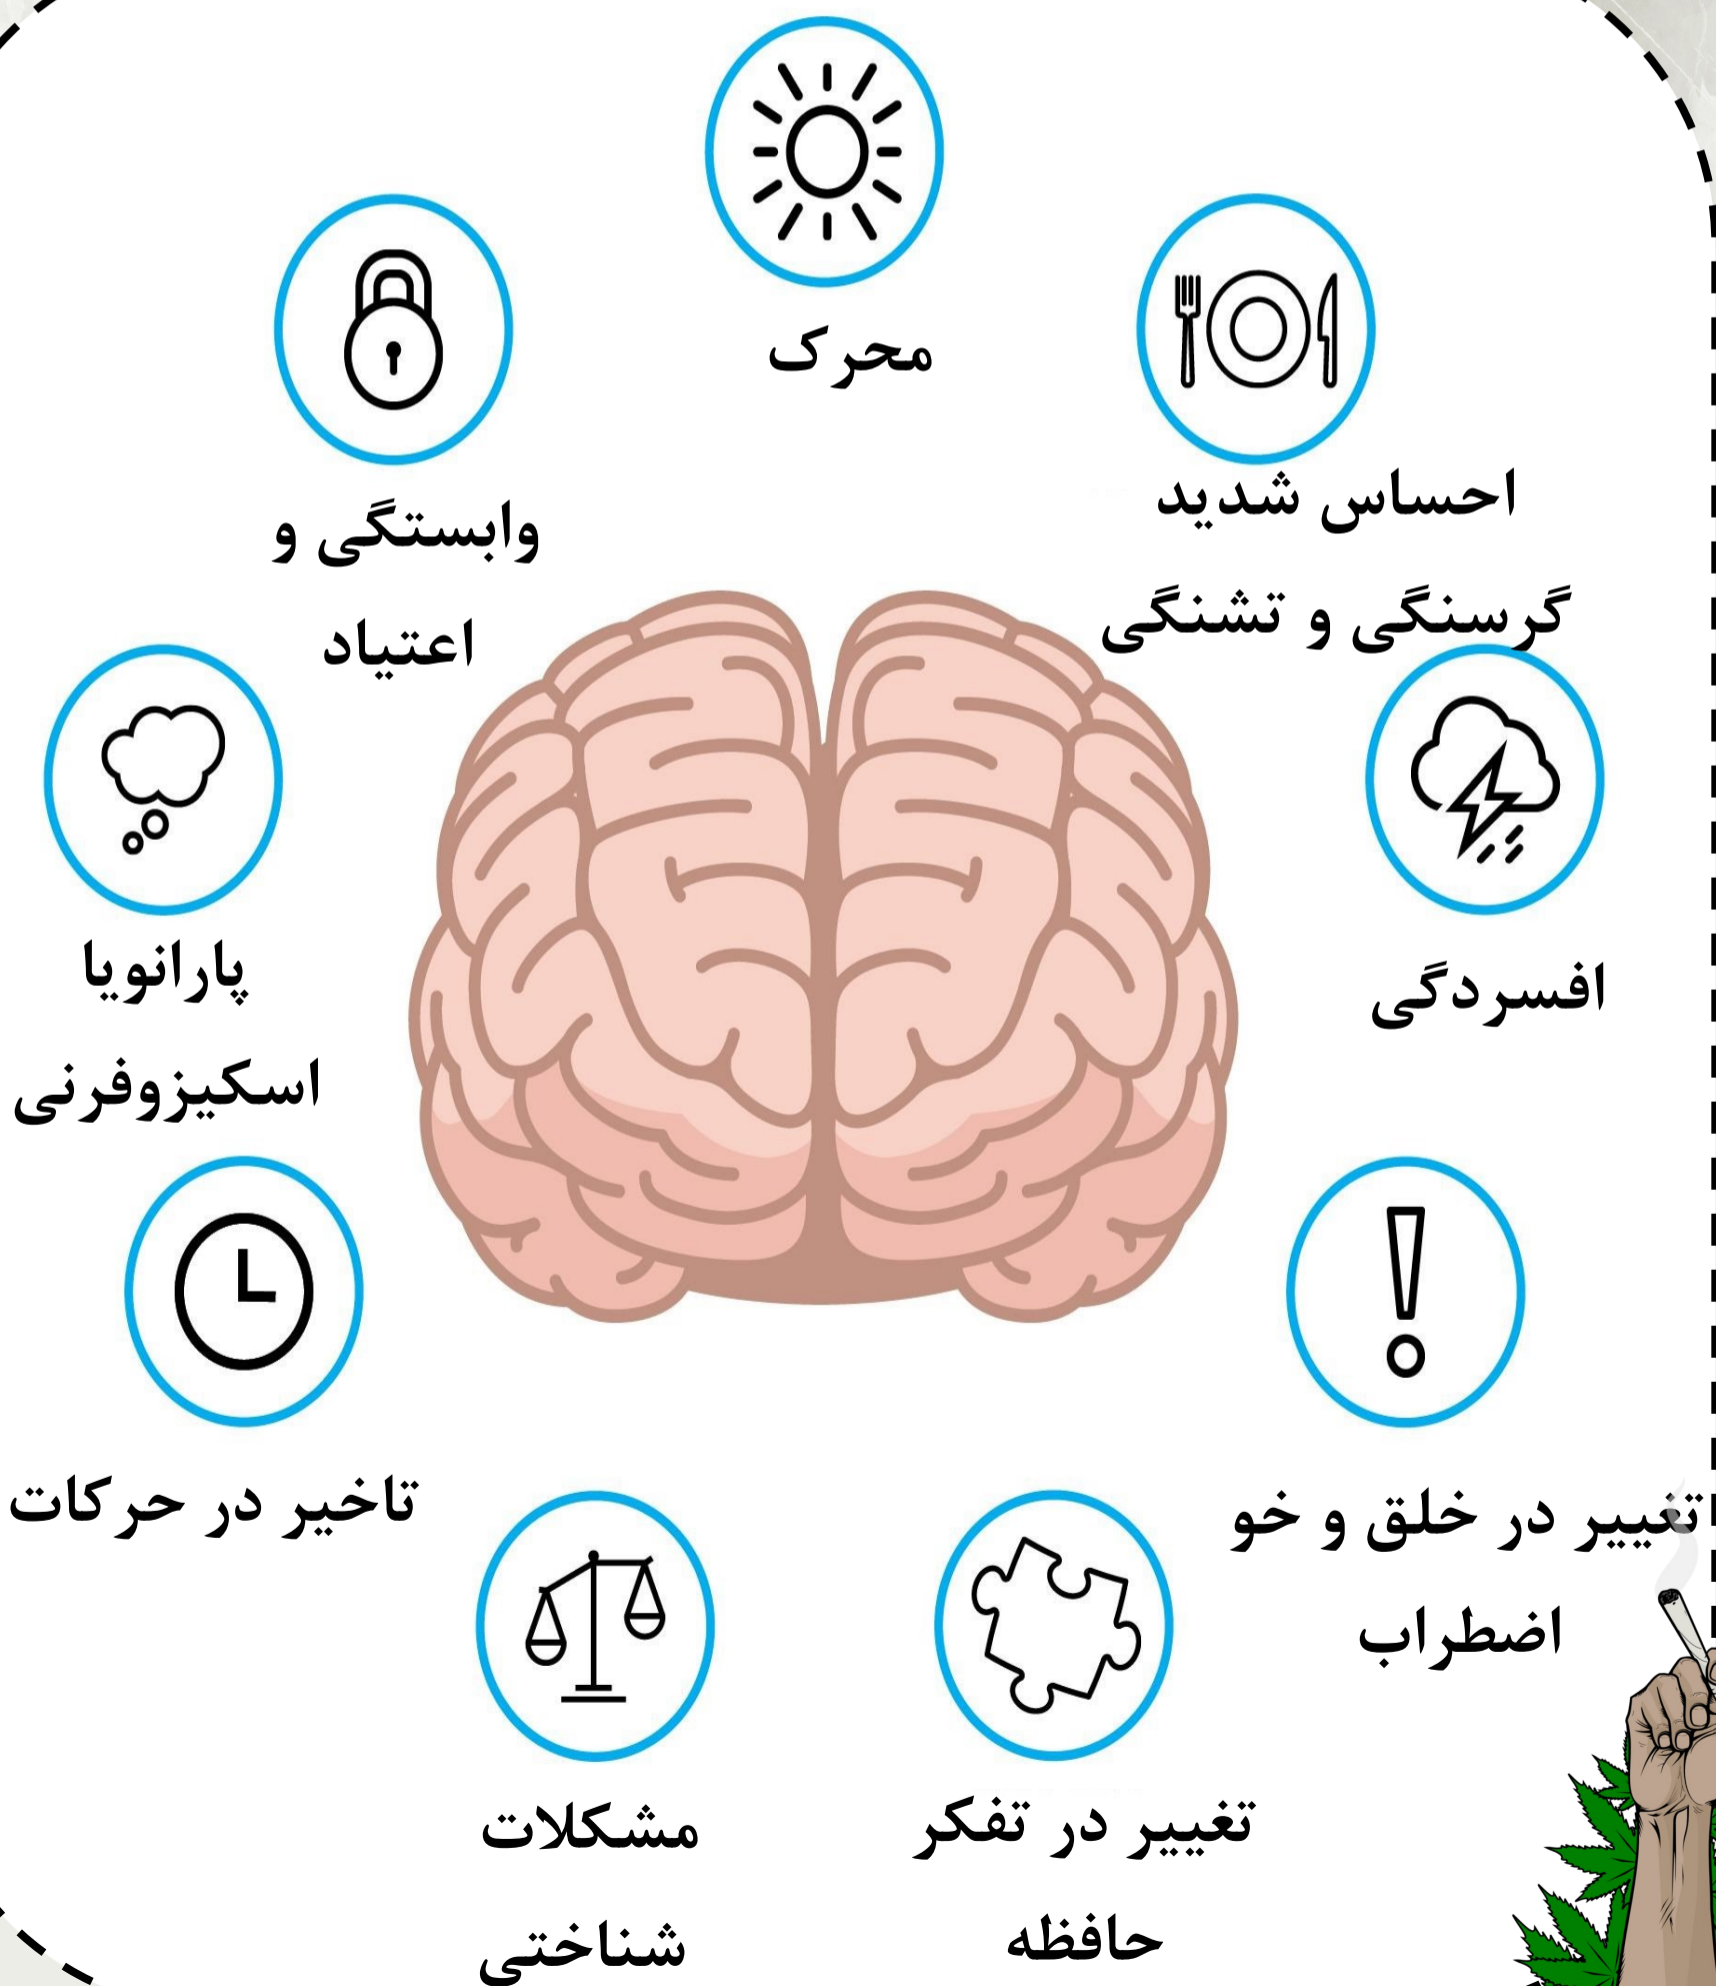 محرک
احساس شدید
گرسنگی و تشنگی
وابستگی و
اعتیاد
افسردگی
پارانویا
اسکیزوفرنی
تغییر در خلق و خو
اضطراب
تاخیر در حرکات
تغییر در تفکر
حافظه
مشکلات
شناختی